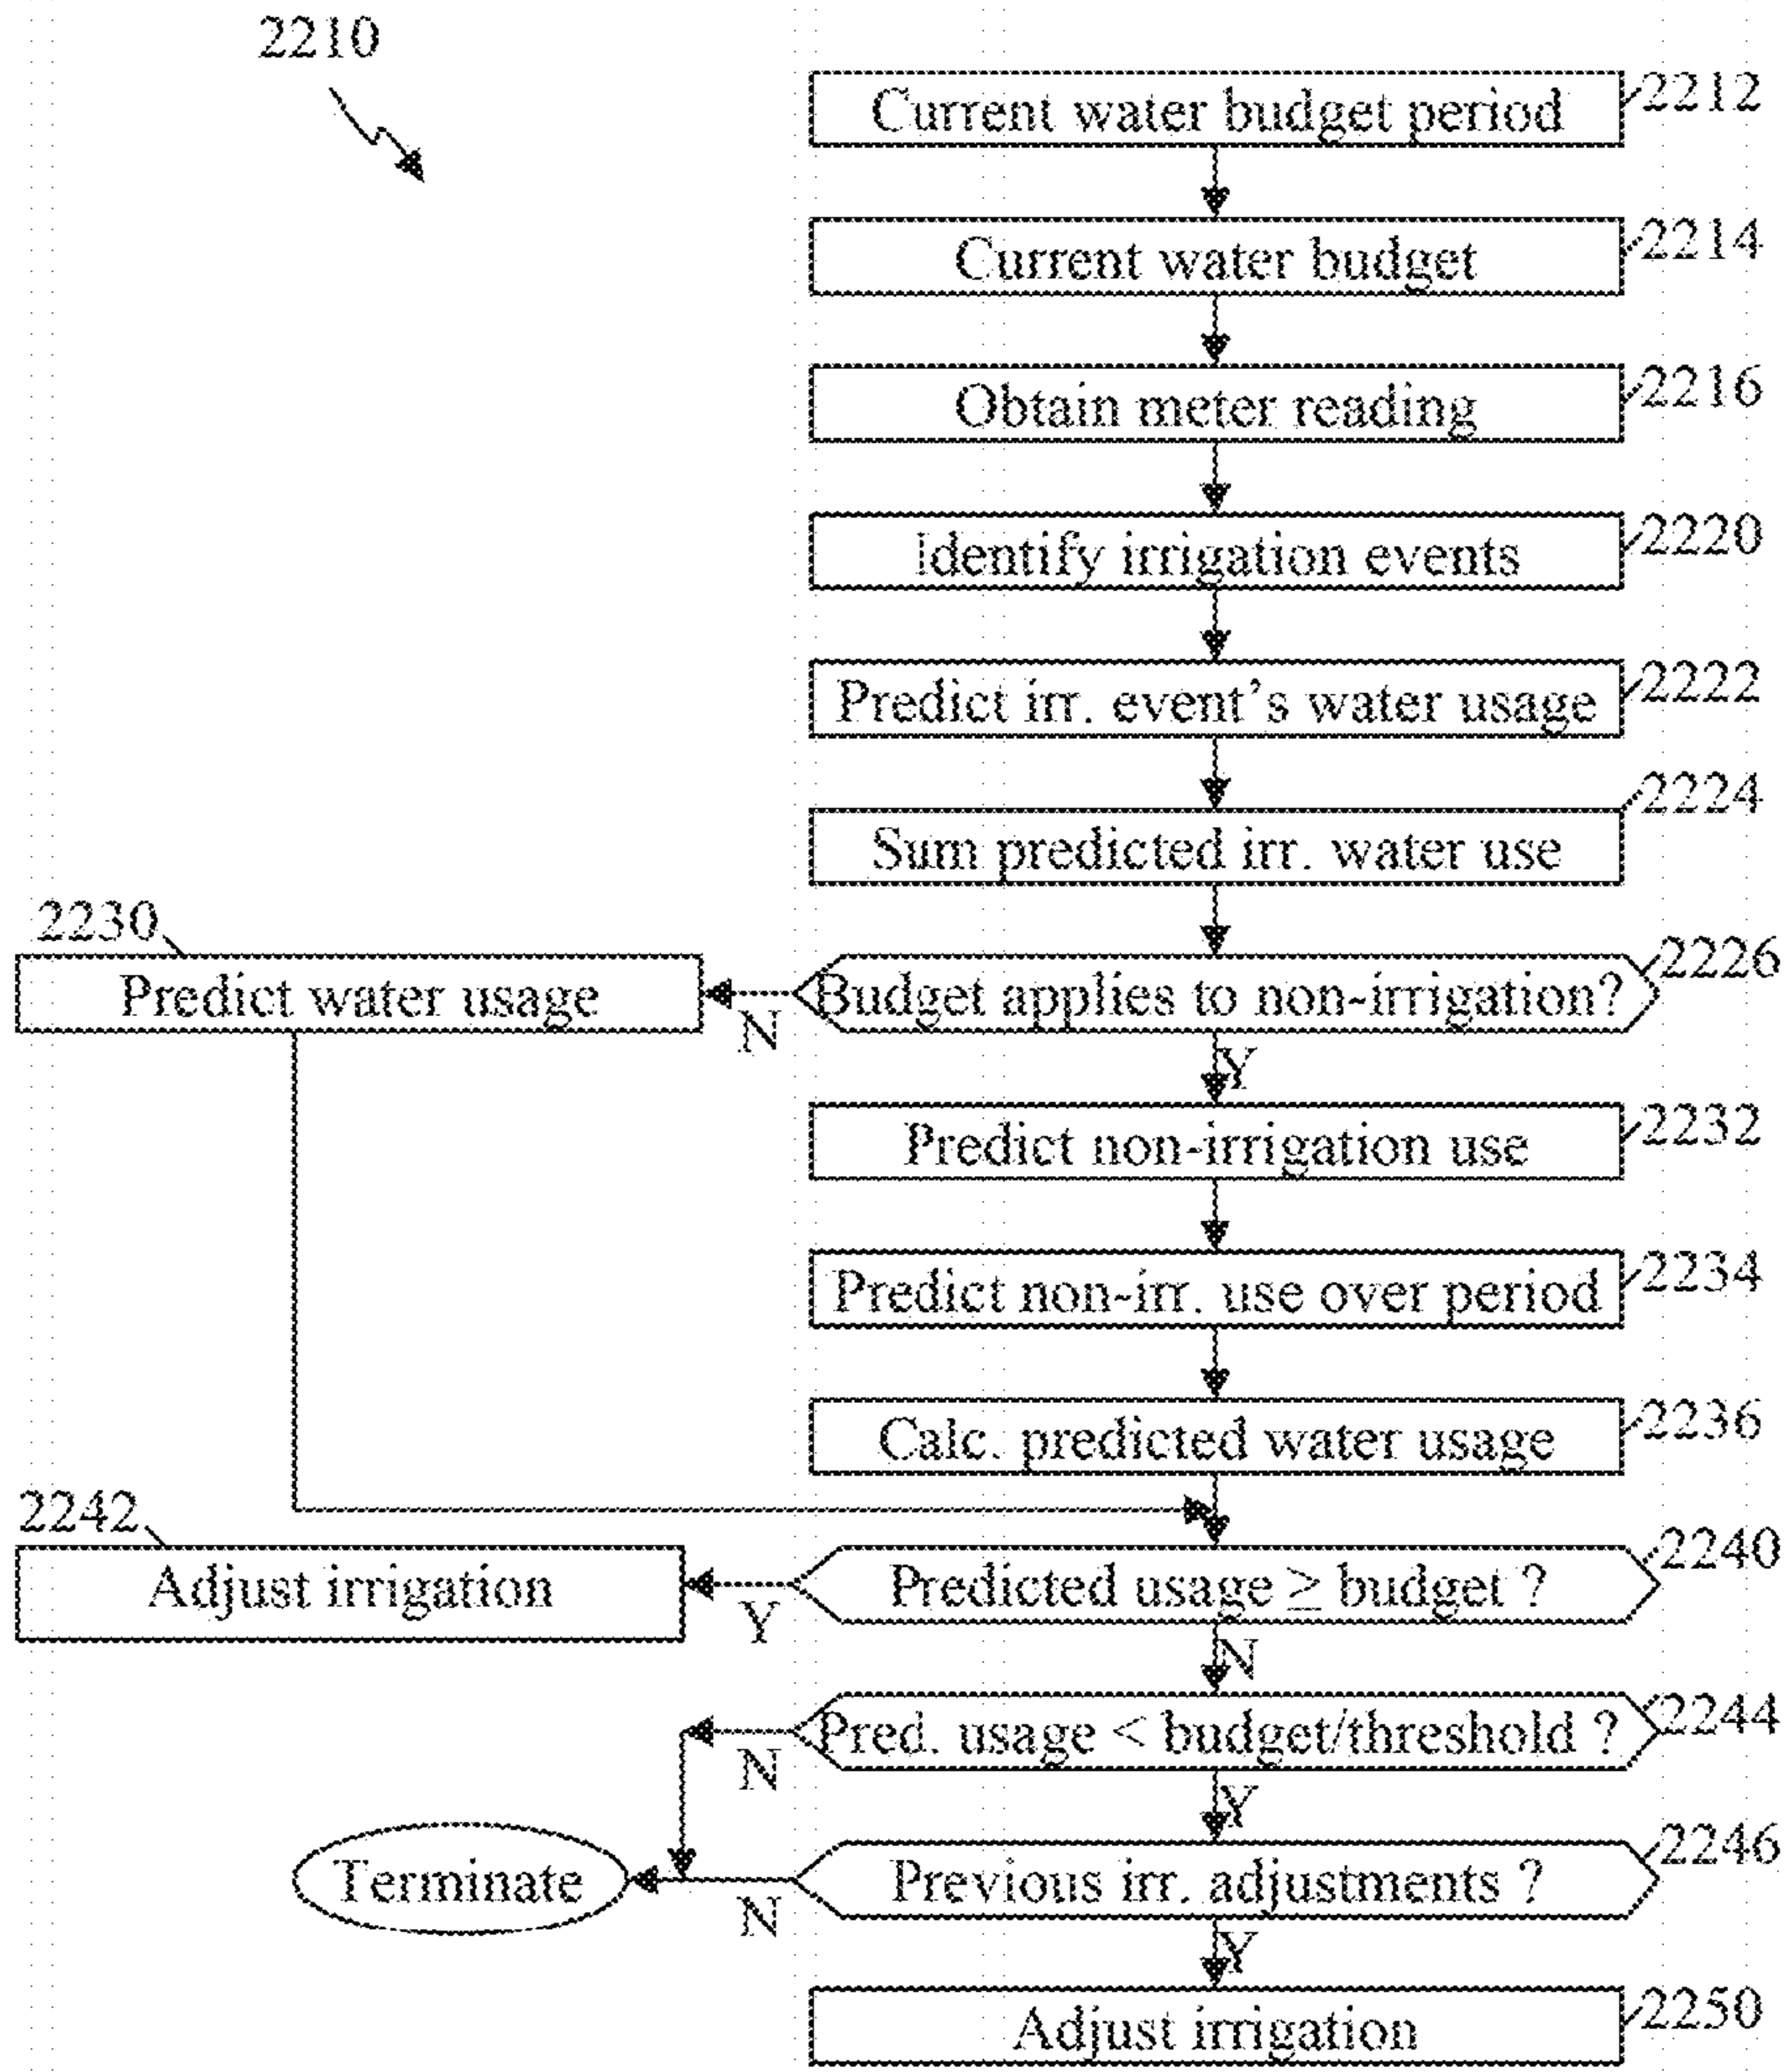 2210
Current water budget period 2212
Current water budget 2214
Obtain meter reading 2216
Identify irrigation events 2220
Predict irr. event's water usage 2222
Sum predicted irr. water use 2224
2230
Predict water usage
N
Budget applies to non-irrigation? 2226
Y
Predict non-irrigation use 2232
Predict non-irr. use over period 2234
Calc. predicted water usage 2236
2242
Adjust irrigation
Y
Predicted usage ≥ budget ? 2240
N
Pred. usage < budget/threshold ? 2244
N
Y
Terminate
N
Previous irr. adjustments ? 2246
Y
Adjust irrigation 2250